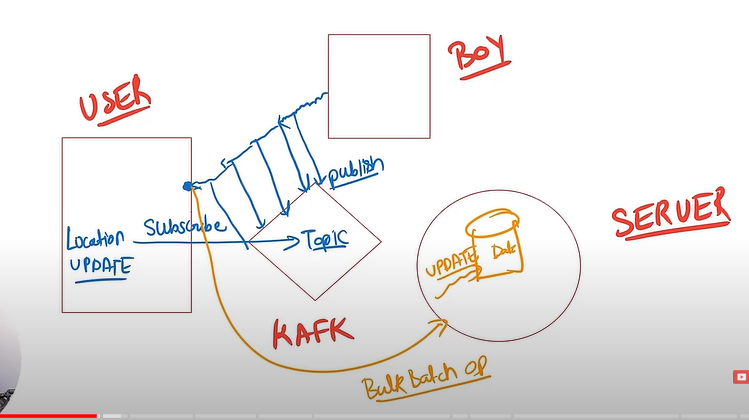 BOY
USER
publish
Subscribe
Location
UPDATE
Topic
SERVER
UPDATE
Data
KAFK
Bulk Batch OP